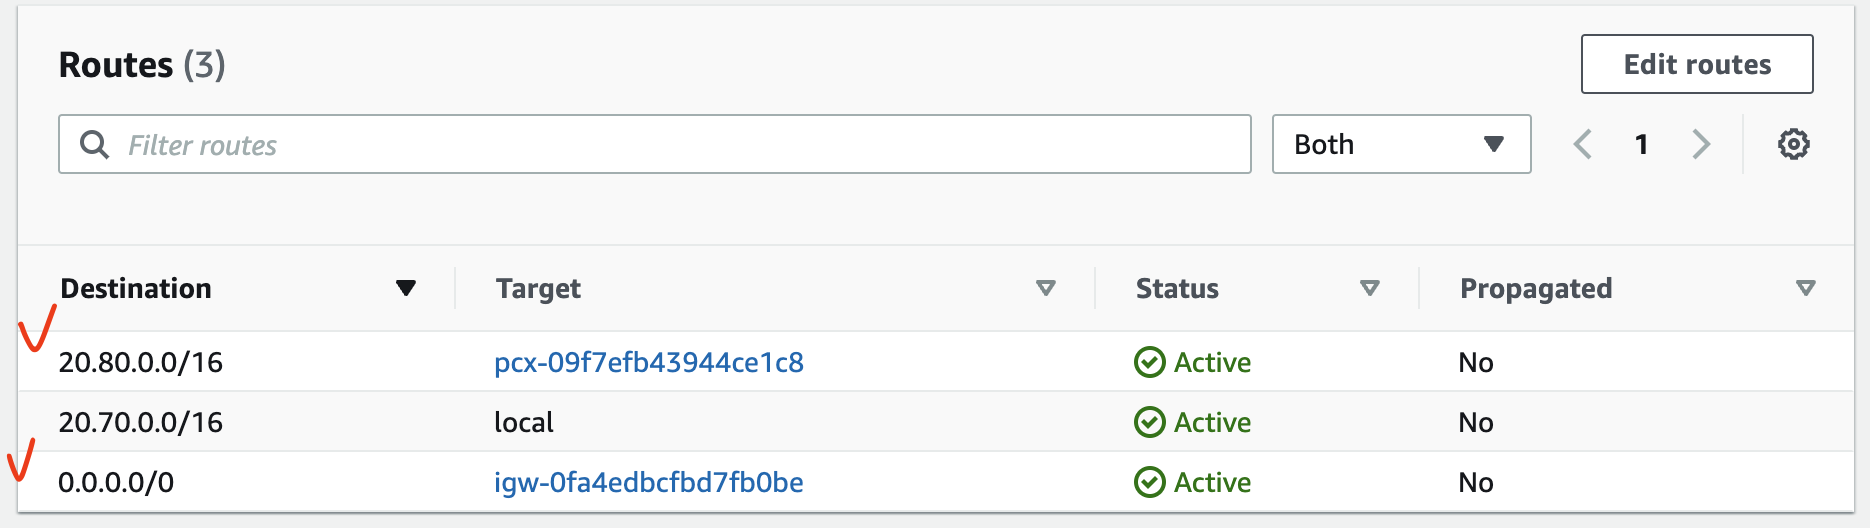 Routes (3)
Edit routes
Filter routes
Both
1
Destination Target Status Propagated
20.80.0.0/16 pcx-09f7efb43944ce1c8 Active No
20.70.0.0/16 local Active No
0.0.0.0/0 igw-0fa4edbcfbd7fb0be Active No